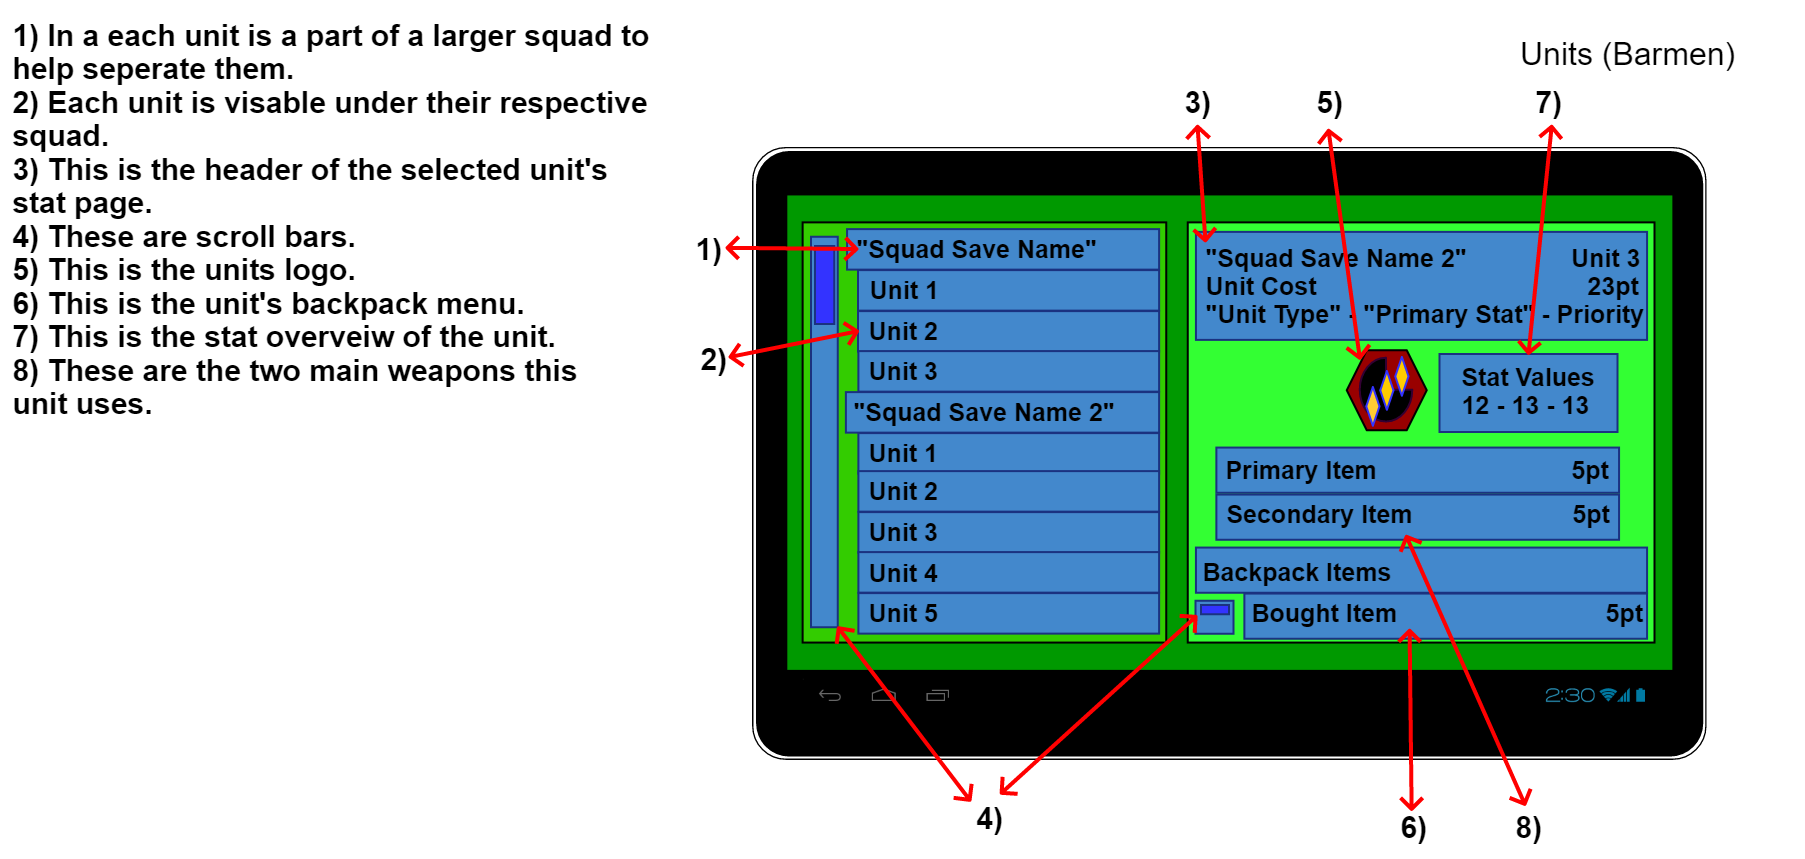 1) In a each unit is a part of a larger squad to
help seperate them.
2) Each unit is visable under their respective
squad.
3) This is the header of the selected unit's
stat page.
4) These are scroll bars.
5) This is the units logo.
6) This is the unit's backpack menu.
7) This is the stat overveiw of the unit.
8) These are the two main weapons this
unit uses.
Units (Barmen)
3)
5)
7)
1)
2)
"Squad Save Name"
Unit 1
Unit 2
Unit 3
"Squad Save Name 2"
Unit 1
Unit 2
Unit 3
Unit 4
Unit 5
"Squad Save Name 2" Unit 3
Unit Cost 23pt
"Unit Type" - "Primary Stat" - Priority
Stat Values
12 - 13 - 13
Primary Item 5pt
Secondary Item 5pt
Backpack Items
Bought Item 5pt
2:30
4)
6)
8)